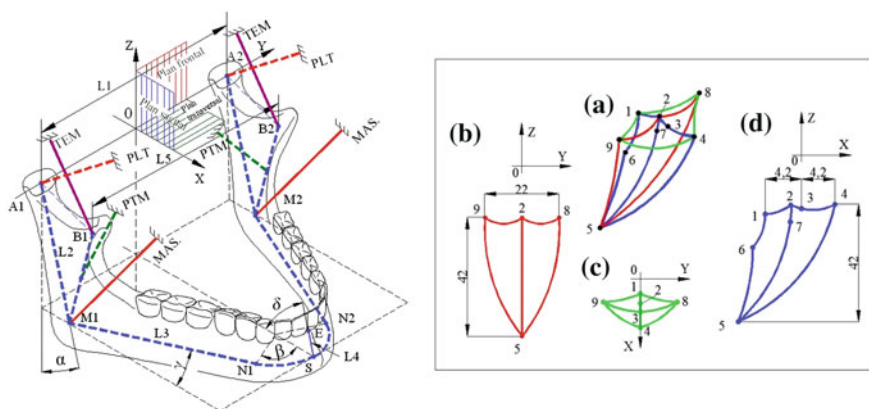 TEM
Z
Y
A2
PLT
Plan frontal
L1
Plan
transversal
Plan sagital
TEM
O
B2
MAS.
PLT
L5
PTM
X
PTM
A1
M2
B1
MAS.
L2
M1
L3
δ
N2
E
β
L4
α
γ
N1
S
(a)
8
1
2
3
7
4
9
6
5
(b)
Z
0
Y
22
9
2
8
42
5
(c)
0
Y
1
9
2
8
3
4
X
(d)
Z
X
0
4,2
4,2
1
2
3
4
7
6
42
5